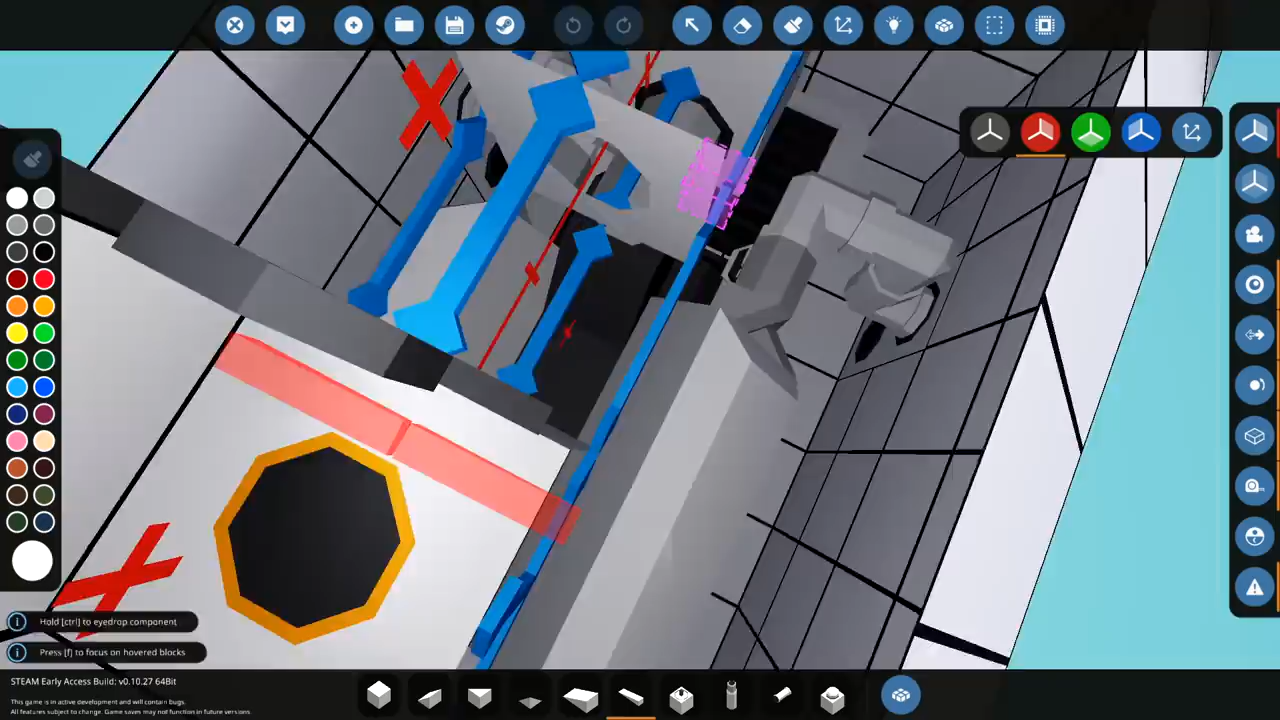 Hold [ctrl] to eyedrop component
Press [f] to focus on hovered blocks
STEAM Early Access Build: v0.10.27 64Bit
This game is in active development and will contain bugs.
All features subject to change. Game saves may not function in future versions.